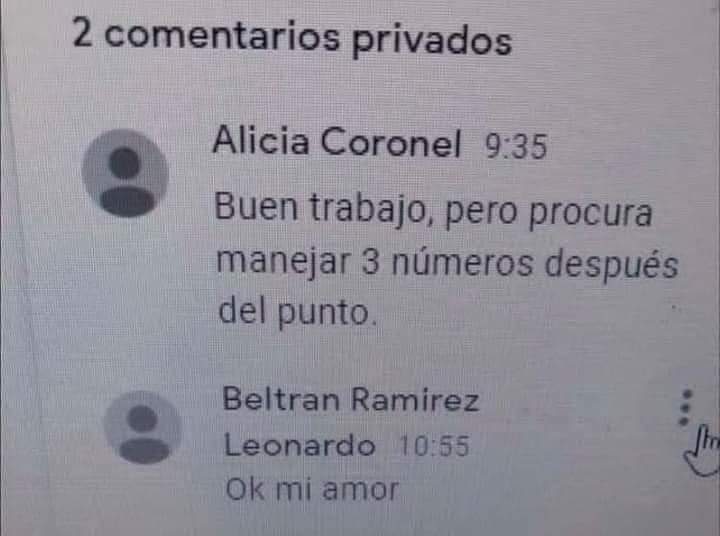 2 comentarios privados
Alicia Coronel 9:35
Buen trabajo, pero procura
manejar 3 números después
del punto.
Beltran Ramirez
Leonardo 10:55
Ok mi amor